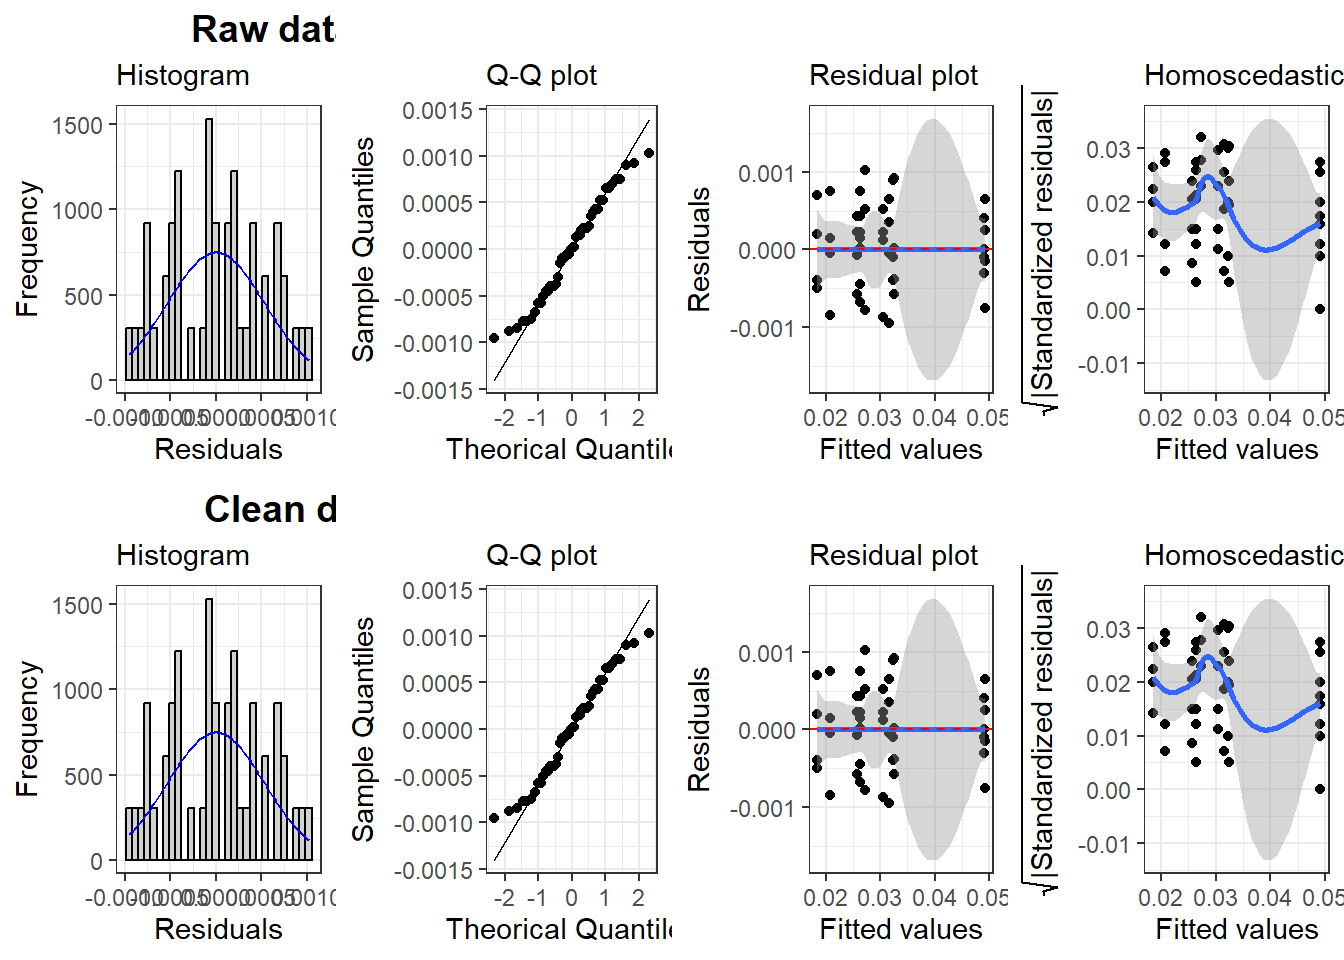 Raw dat
Histogram
Q-Q plot
Residual plot
Homoscedastic
Frequency
1500
1000
500
0
Residuals
Sample Quantiles
0.0015
0.0010
0.0005
0.0000
-0.0005
-0.0010
-0.0015
-2 -1 0 1 2
Theorical Quantile
Residuals
0.001
0.000
-0.001
0.02 0.03 0.04 0.05
Fitted values
√|Standardized residuals|
0.03
0.02
0.01
0.00
-0.01
0.02 0.03 0.04 0.05
Fitted values
Clean d
Histogram
Q-Q plot
Residual plot
Homoscedastic
Frequency
1500
1000
500
0
Residuals
Sample Quantiles
0.0015
0.0010
0.0005
0.0000
-0.0005
-0.0010
-0.0015
-2 -1 0 1 2
Theorical Quantile
Residuals
0.001
0.000
-0.001
0.02 0.03 0.04 0.05
Fitted values
√|Standardized residuals|
0.03
0.02
0.01
0.00
-0.01
0.02 0.03 0.04 0.05
Fitted values